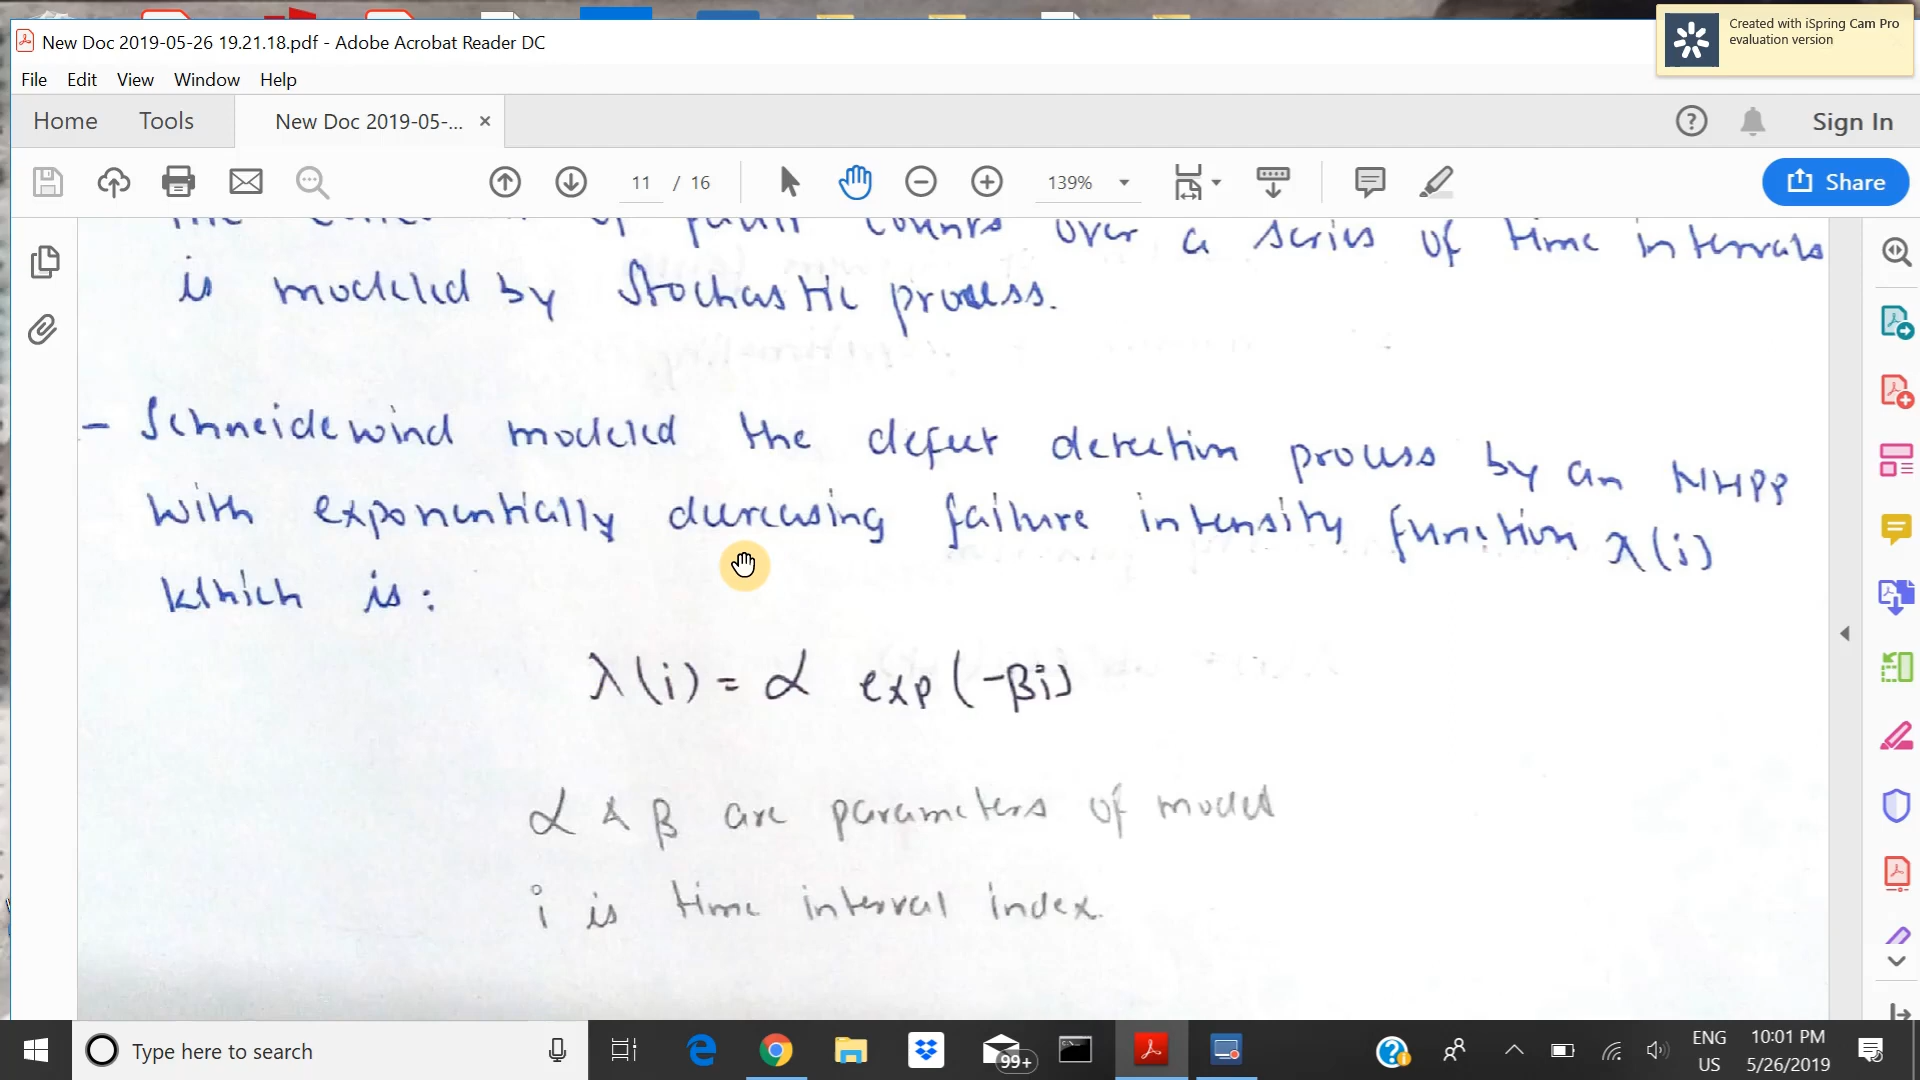 Created with iSpring Cam Pro
evaluation version
New Doc 2019-05-26 19.21.18.pdf - Adobe Acrobat Reader DC
File Edit View Window Help
Home Tools New Doc 2019-05-... × Sign In
11 / 16 139% Share
of fault counts over a series of time intervals
is modeled by Stochastic process.
- Schneidewind modeled the defect detection process by an NHPP
with exponentially decreasing failure intensity function λ(i)
Which is:
λ(i) = α exp(-βi)
α & β are parameters of model
i is time interval index.
Type here to search 99+ ENG 10:01 PM
US 5/26/2019